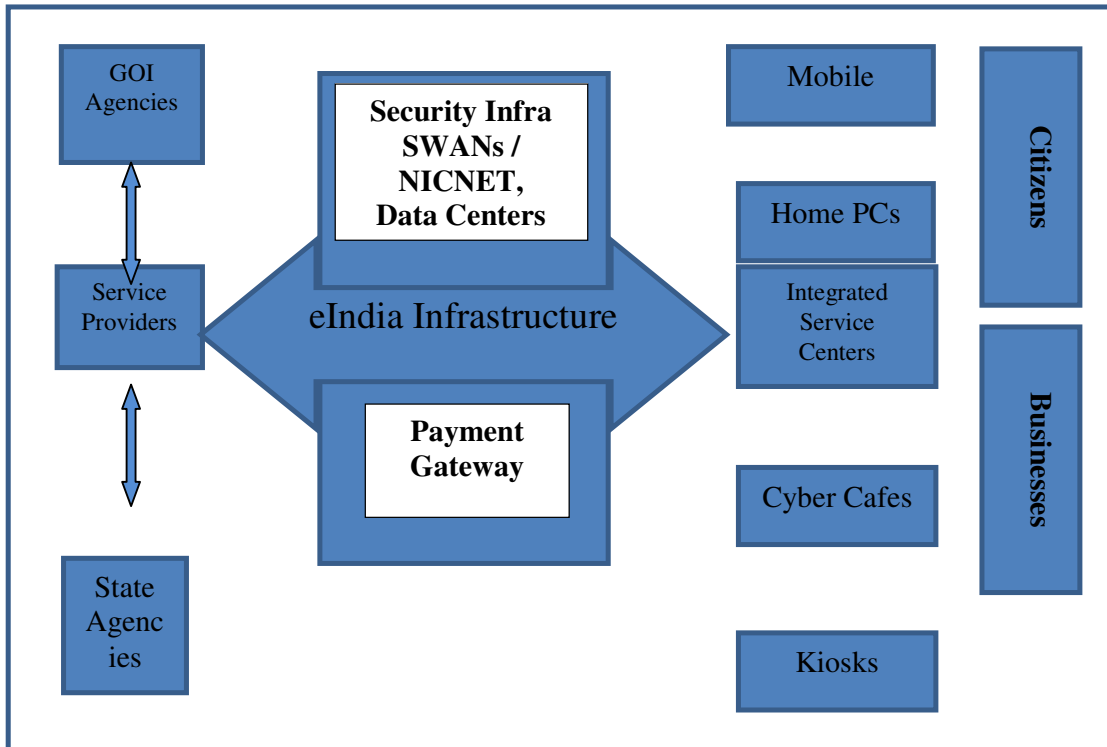 GOI
Agencies
Service
Providers
State
Agenc
ies
Security Infra
SWANs /
NICNET,
Data Centers
eIndia Infrastructure
Payment
Gateway
Mobile
Home PCs
Integrated
Service
Centers
Cyber Cafes
Kiosks
Citizens
Businesses